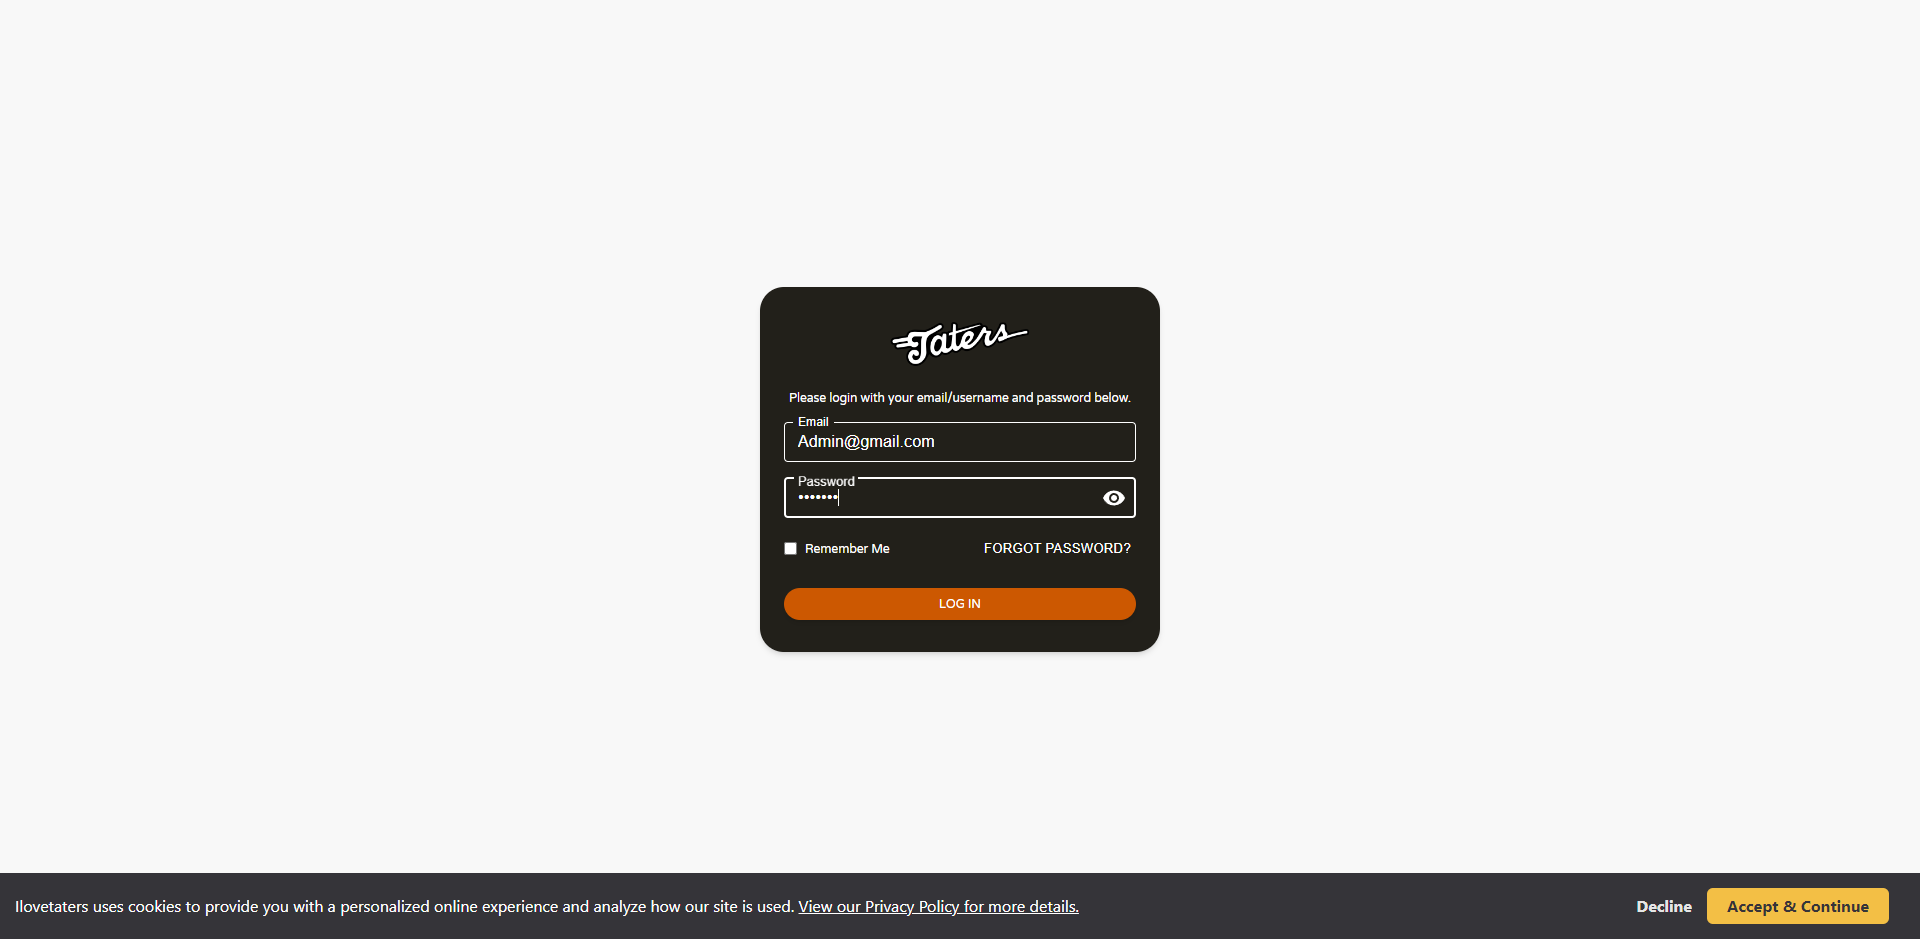 Taters
Please login with your email/username and password below.
Email
Admin@gmail.com
Password
•••••••
Remember Me FORGOT PASSWORD?
LOG IN
Ilovetaters uses cookies to provide you with a personalized online experience and analyze how our site is used. View our Privacy Policy for more details. Decline Accept & Continue